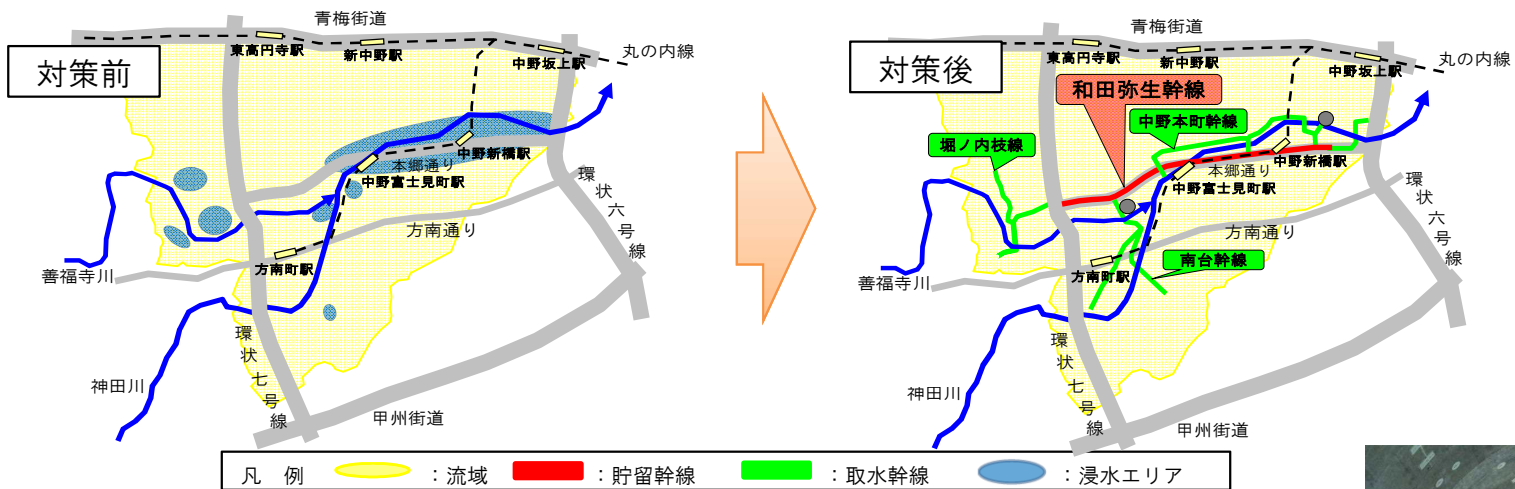 青梅街道
東高円寺駅
新中野駅
中野坂上駅
丸の内線
対策前
中野新橋駅
本郷通り
中野富士見町駅
方南通り
環状六号線
方南町駅
善福寺川
環状七号線
神田川
甲州街道
青梅街道
東高円寺駅
新中野駅
中野坂上駅
丸の内線
対策後
和田弥生幹線
中野本町幹線
堀ノ内枝線
中野新橋駅
本郷通り
中野富士見町駅
方南通り
環状六号線
方南町駅
南台幹線
善福寺川
環状七号線
神田川
甲州街道
凡 例 :流域 :貯留幹線 :取水幹線 :浸水エリア